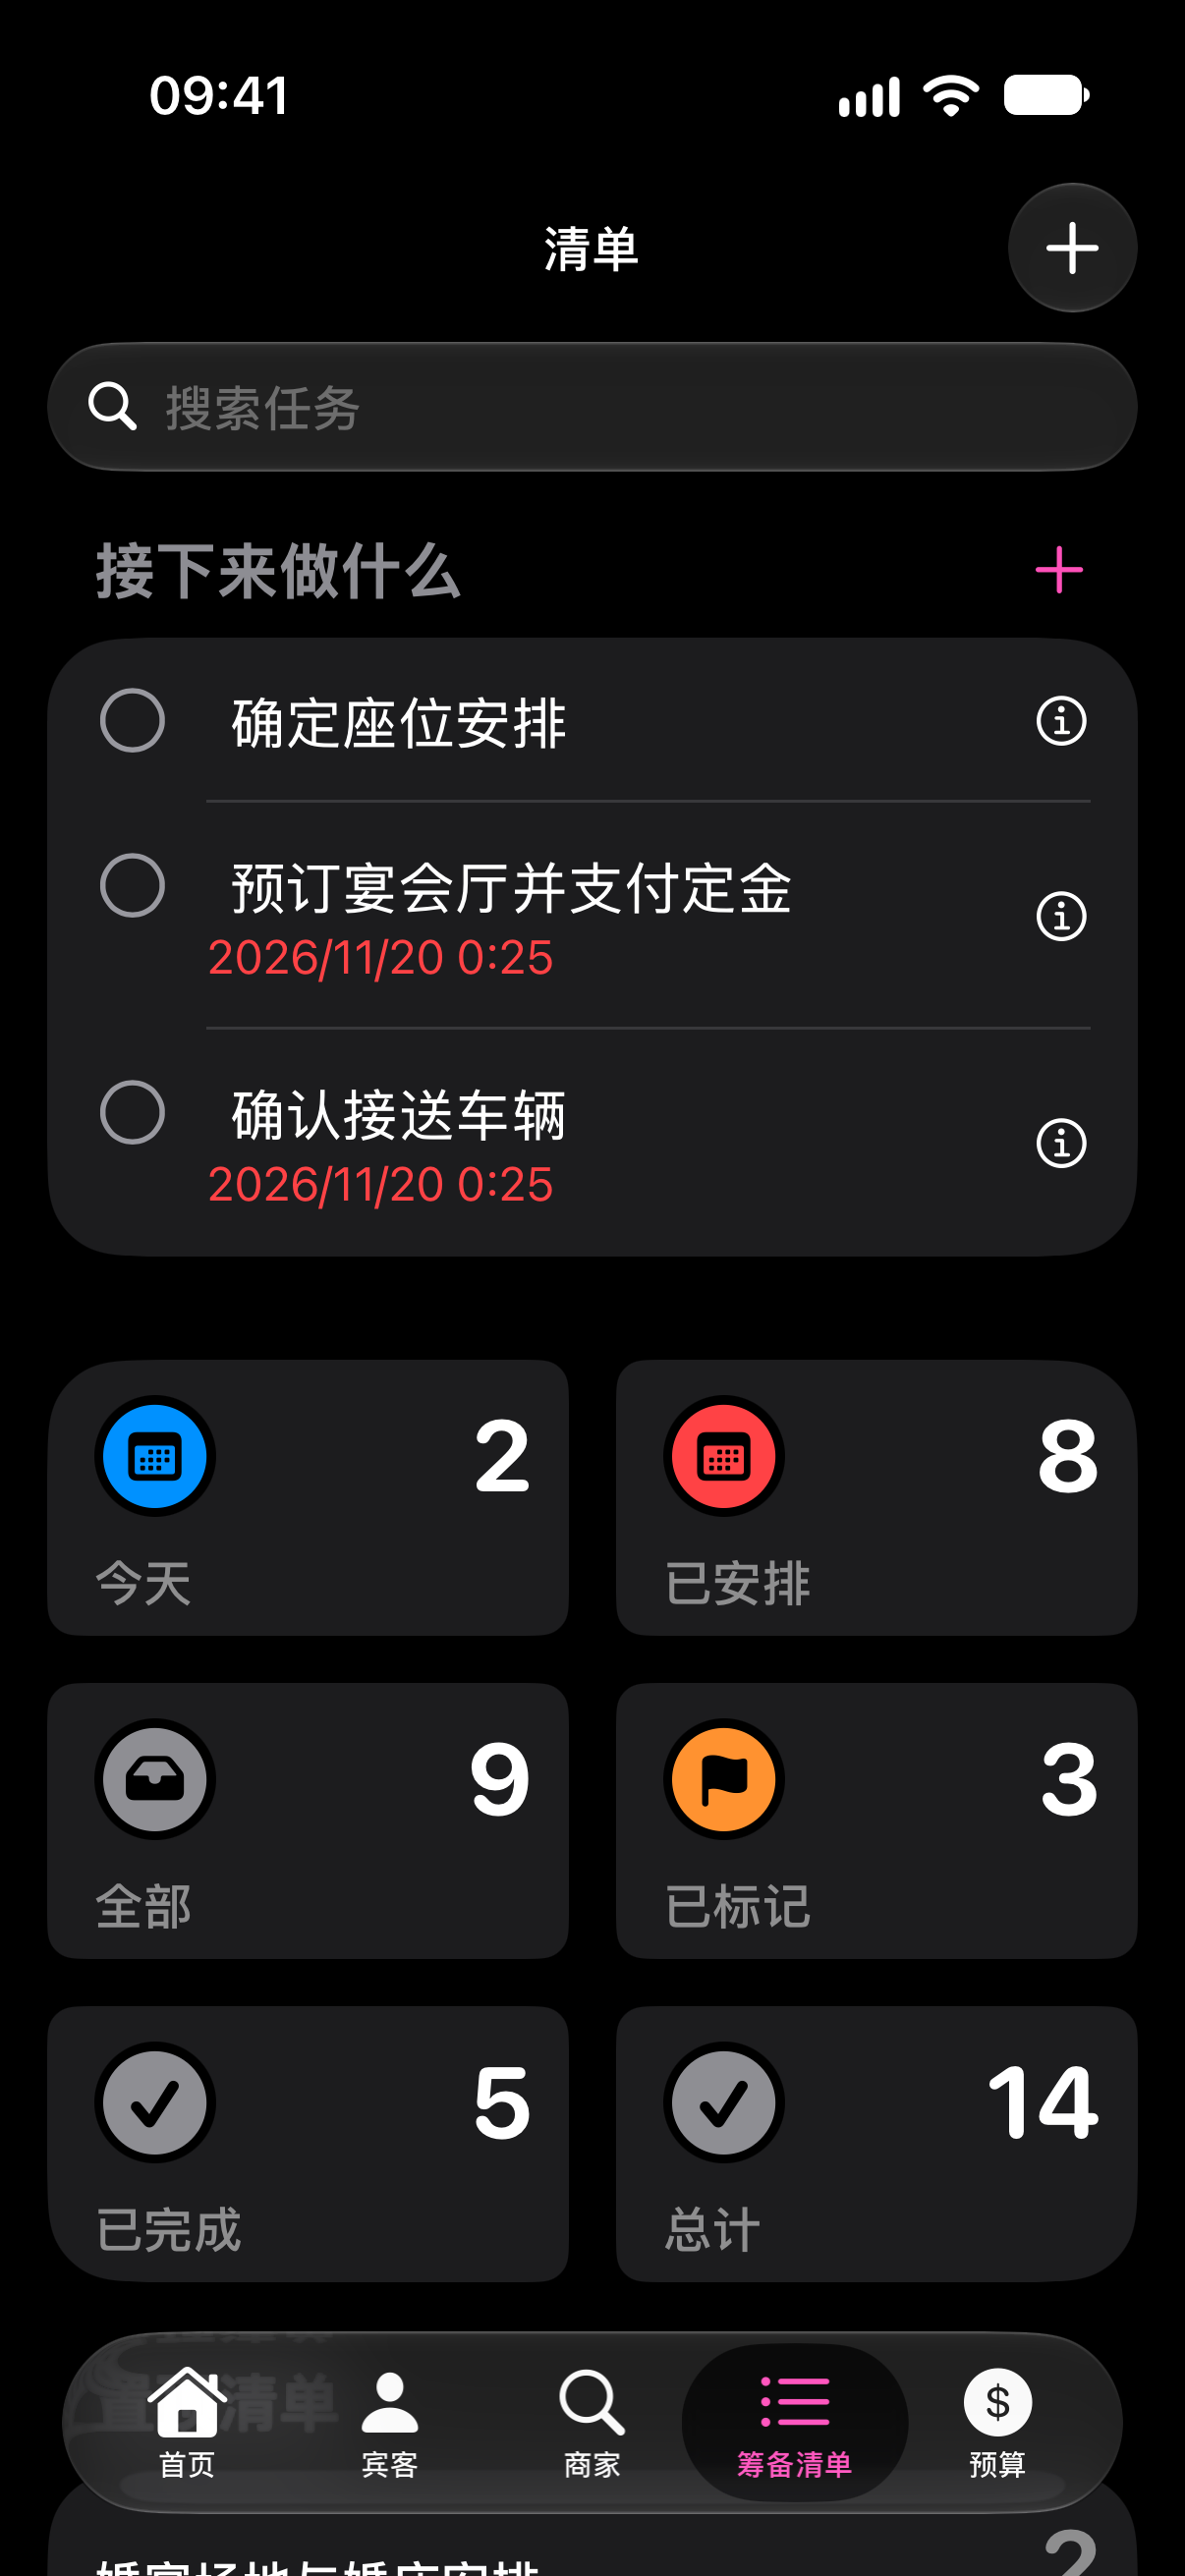 09:41
清单
搜索任务
接下来做什么
确定座位安排
预订宴会厅并支付定金
2026/11/20 0:25
确认接送车辆
2026/11/20 0:25
2
今天
8
已安排
9
全部
3
已标记
5
已完成
14
总计
清单
首页
宾客
商家
筹备清单
预算
2